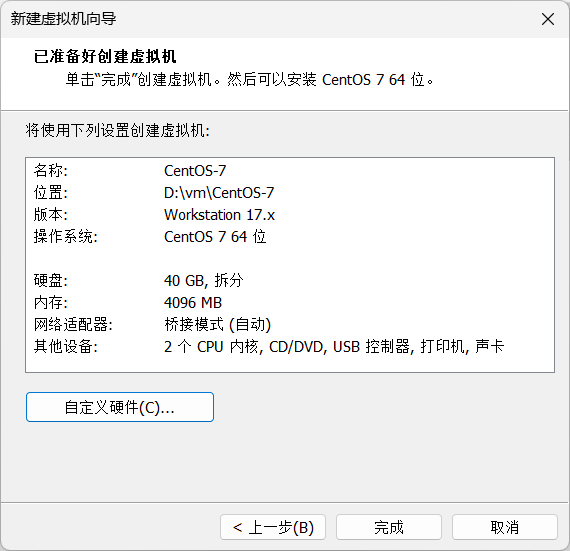 新建虚拟机向导
已准备好创建虚拟机
单击“完成”创建虚拟机。然后可以安装 CentOS 7 64 位。
将使用下列设置创建虚拟机:
名称: CentOS-7
位置: D:\vm\CentOS-7
版本: Workstation 17.x
操作系统: CentOS 7 64 位
硬盘: 40 GB, 拆分
内存: 4096 MB
网络适配器: 桥接模式 (自动)
其他设备: 2 个 CPU 内核, CD/DVD, USB 控制器, 打印机, 声卡
自定义硬件(C)...
< 上一步(B) 完成 取消